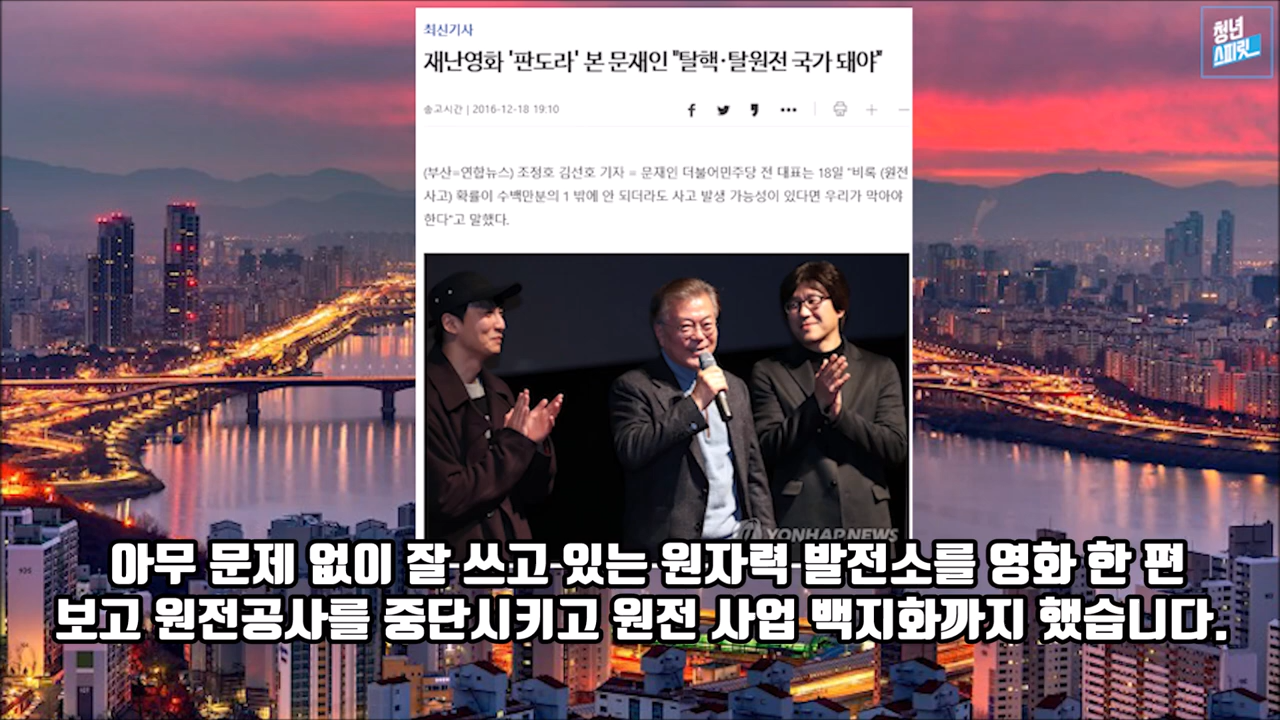 최신기사
청년
스피릿
재난영화 '판도라' 본 문재인 "탈핵·탈원전 국가 돼야"
송고시간 | 2016-12-18 19:10
(부산=연합뉴스) 조정호 김선호 기자 = 문재인 더불어민주당 전 대표는 18일 "비록 (원전
사고) 확률이 수백만분의 1 밖에 안 되더라도 사고 발생 가능성이 있다면 우리가 막아야
한다"고 말했다.
YONHAP NEWS
아무 문제 없이 잘 쓰고 있는 원자력 발전소를 영화 한 편
보고 원전공사를 중단시키고 원전 사업 백지화까지 했습니다.